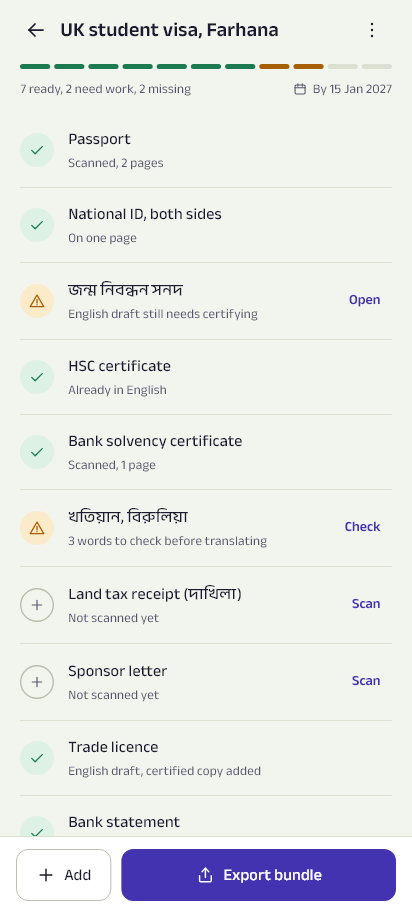 UK student visa, Farhana
7 ready, 2 need work, 2 missing
By 15 Jan 2027
Passport
Scanned, 2 pages
National ID, both sides
On one page
জন্ম নিবন্ধন সনদ
English draft still needs certifying
Open
HSC certificate
Already in English
Bank solvency certificate
Scanned, 1 page
খতিয়ান, বিরুলিয়া
3 words to check before translating
Check
Land tax receipt (দাখিলা)
Not scanned yet
Scan
Sponsor letter
Not scanned yet
Scan
Trade licence
English draft, certified copy added
Bank statement
Add
Export bundle